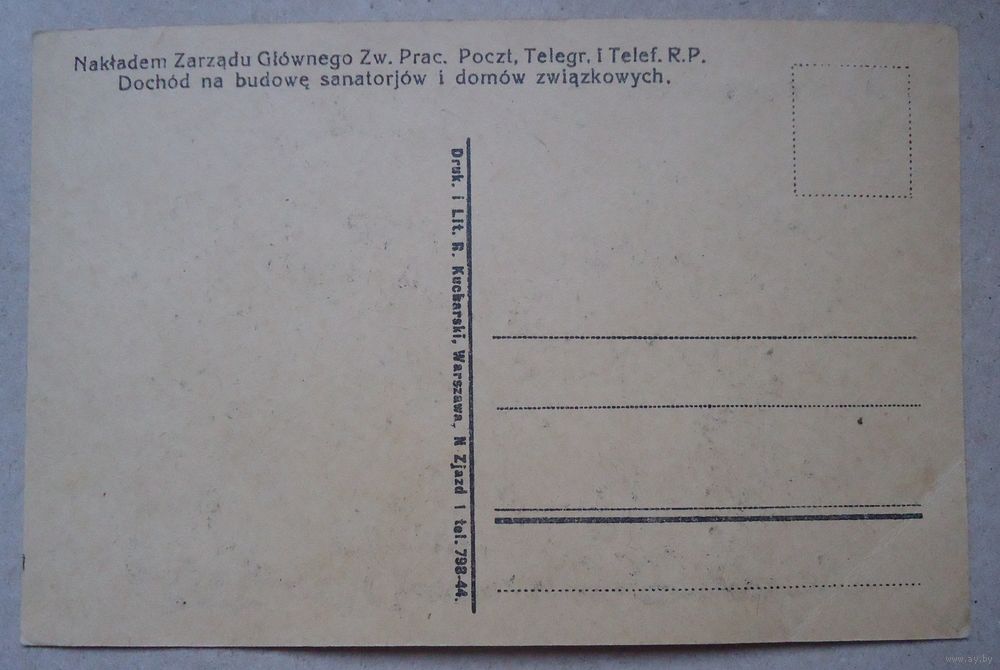 Nakładem Zarządu Głównego Zw. Prac. Poczt, Telegr. i Telef. R.P.
Dochód na budowę sanatorjów i domów związkowych.
Druk. i Lit. R. Kucharski, Warszawa, N Zjazd 1 tel. 798-44.
www.ay.by